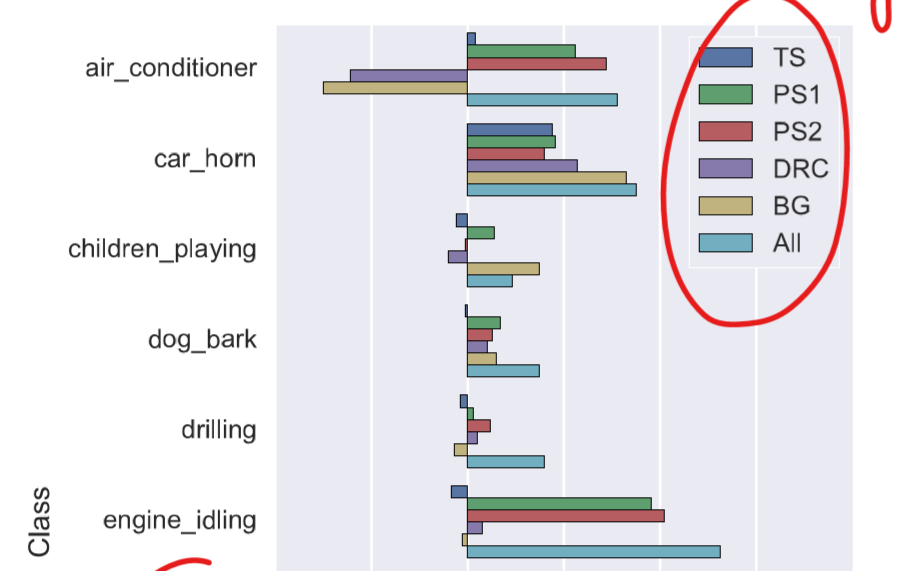 air_conditioner
car_horn
children_playing
dog_bark
drilling
engine_idling
Class
TS
PS1
PS2
DRC
BG
All